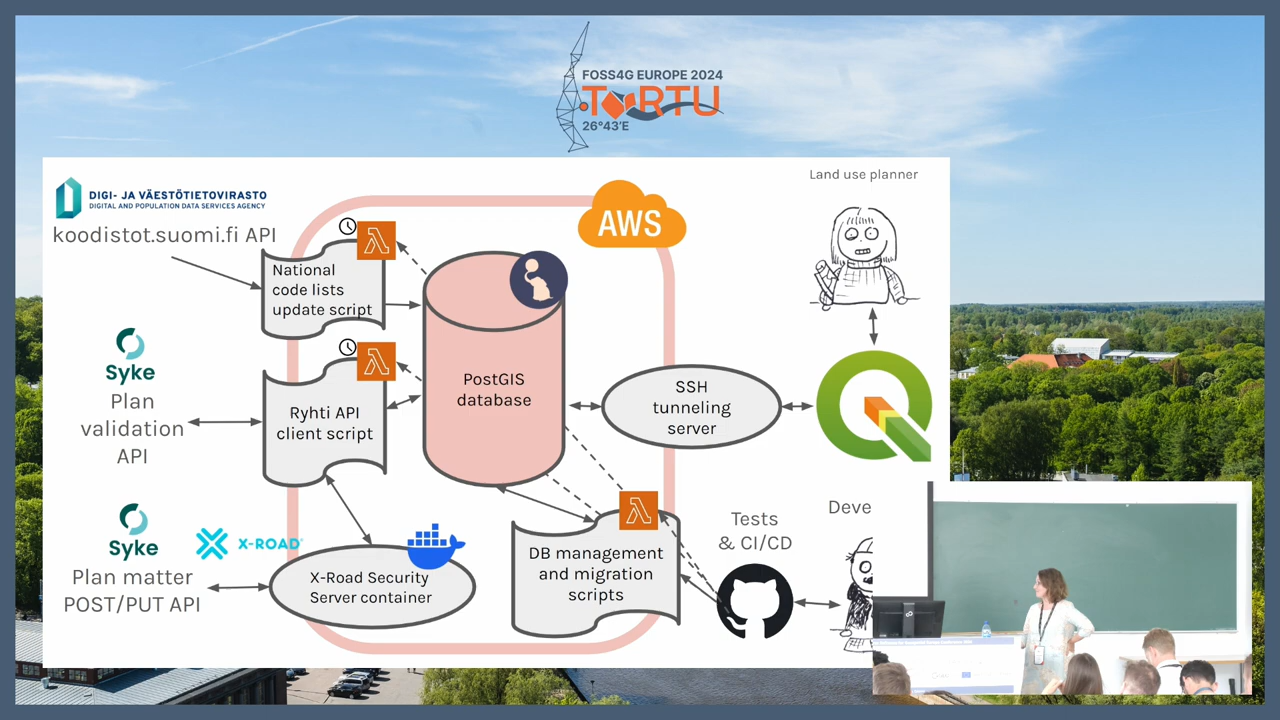 FOSS4G EUROPE 2024
TARTU
26°43'E
DIGI- JA VÄESTÖTIETOVIRASTO
DIGITAL AND POPULATION DATA SERVICES AGENCY
koodistot.suomi.fi API
National
code lists
update script
AWS
Land use planner
Syke
Plan
validation
API
Ryhti API
client script
PostGIS
database
SSH
tunneling
server
Syke
X-ROAD
Plan matter
POST/PUT API
X-Road Security
Server container
DB management
and migration
scripts
Tests
& CI/CD
Deve